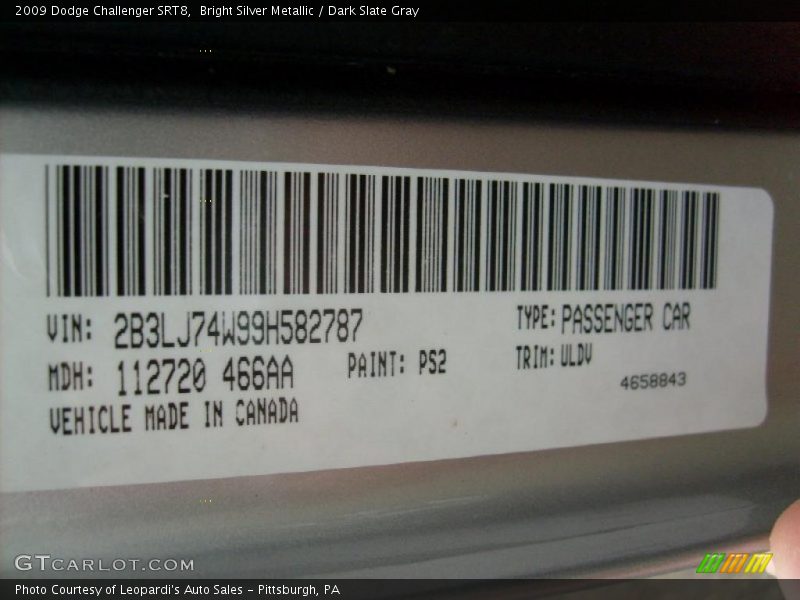 2009 Dodge Challenger SRT8, Bright Silver Metallic / Dark Slate Gray
VIN: 2B3LJ74W99H582787 TYPE: PASSENGER CAR
MDH: 112720 466AA PAINT: PS2 TRIM: ULDV
4658843
VEHICLE MADE IN CANADA
GTCARLOT.COM
Photo Courtesy of Leopardi's Auto Sales - Pittsburgh, PA